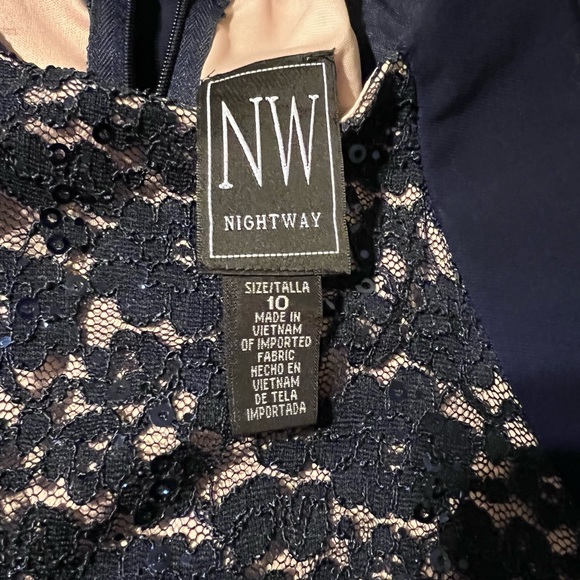 NW
NIGHTWAY
SIZE/TALLA
10
MADE IN
VIETNAM
OF IMPORTED
FABRIC
HECHO EN
VIETNAM
DE TELA
IMPORTADA